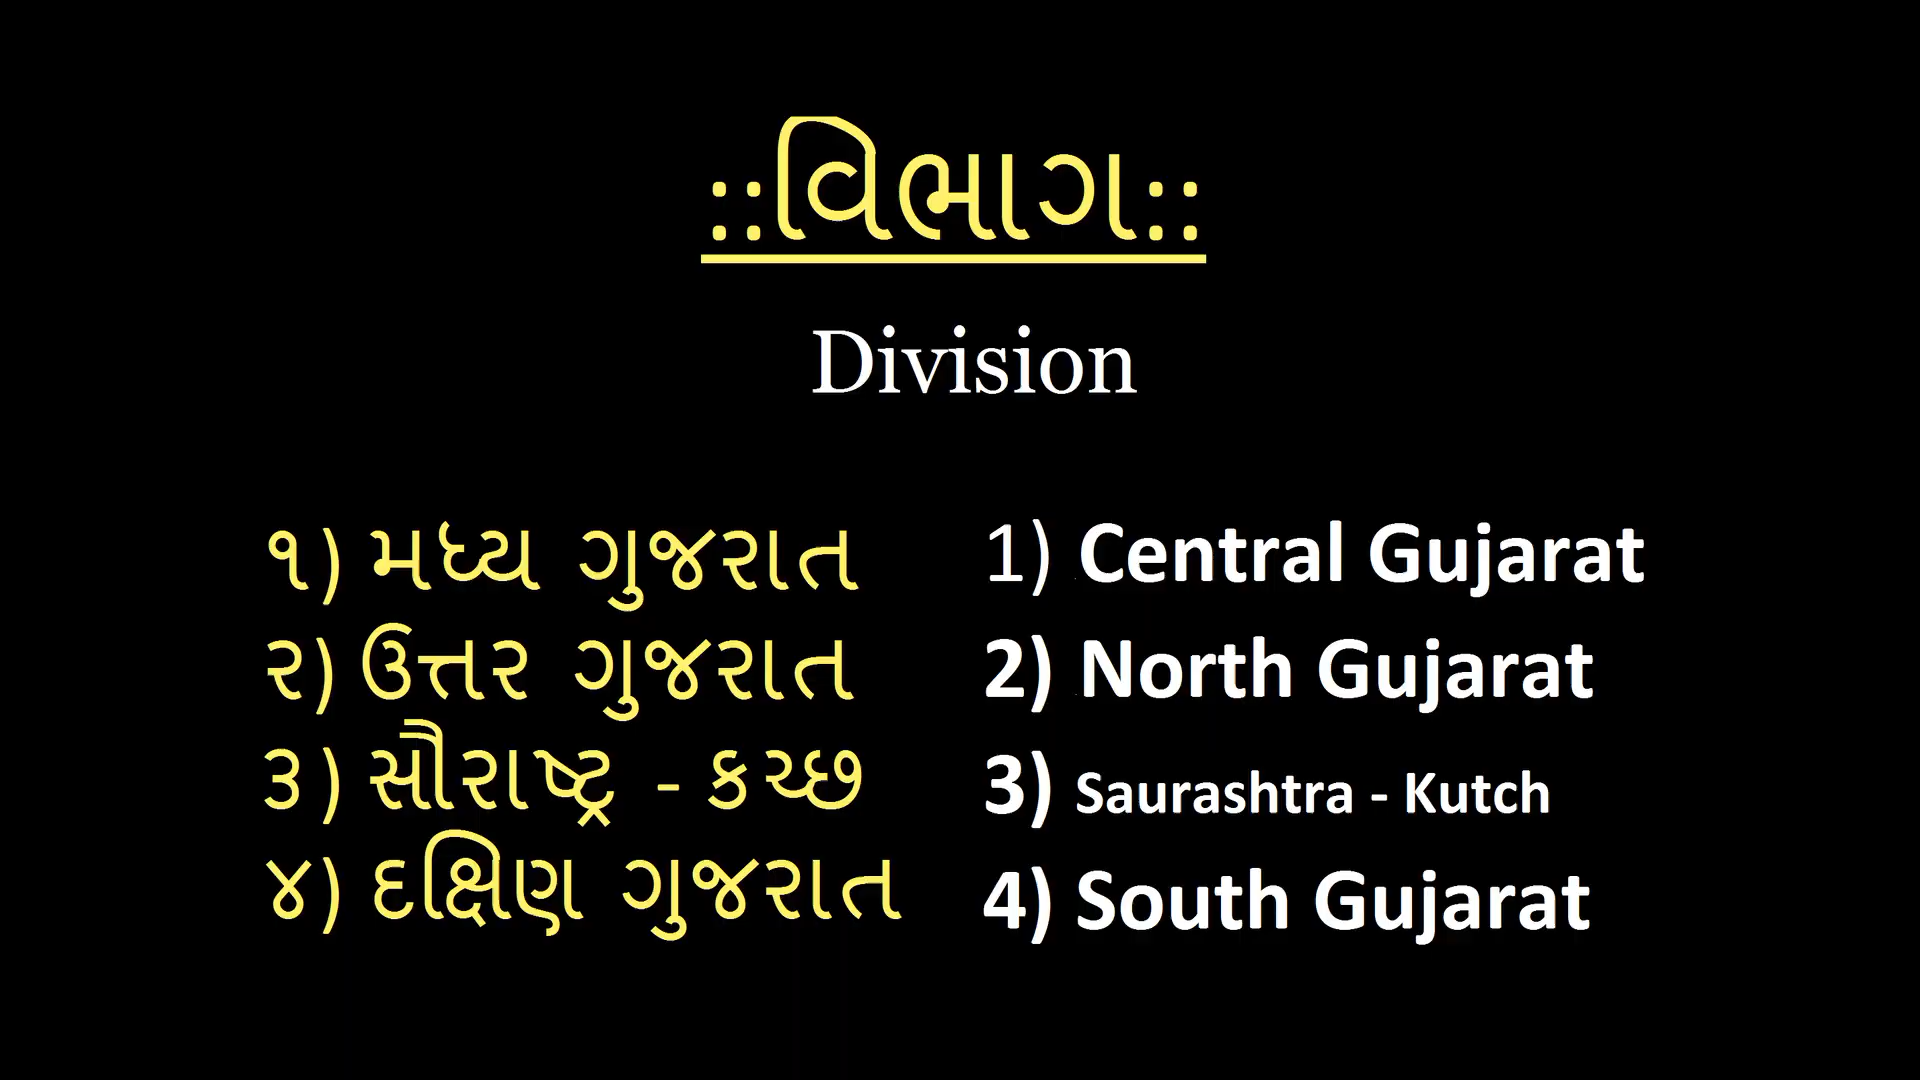 ::વિભાગ::
Division
૧) મધ્ય ગુજરાત
૨) ઉત્તર ગુજરાત
૩) સૌરાષ્ટ્ર - કચ્છ
૪) દક્ષિણ ગુજરાત
1) Central Gujarat
2) North Gujarat
3) Saurashtra - Kutch
4) South Gujarat